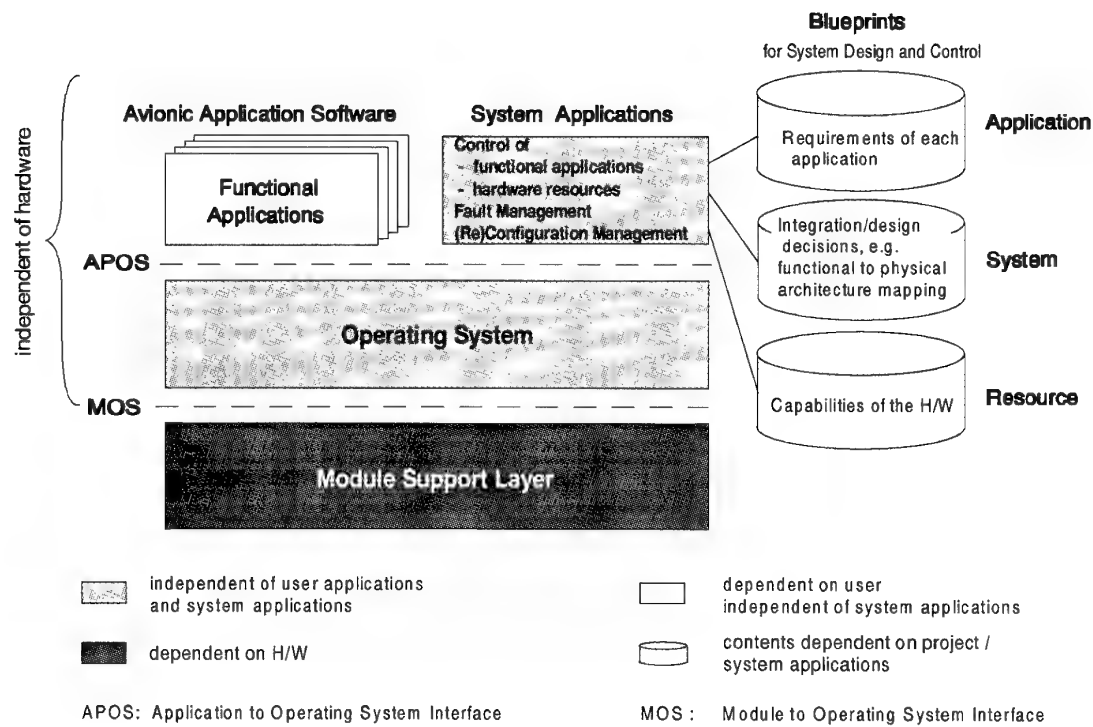 Blueprints
for System Design and Control
independent of hardware
Avionic Application Software
Functional
Applications
System Applications
Control of
- functional applications
- hardware resources
Fault Management
(Re)Configuration Management
Requirements of each
application
Application
Integration/design
decisions, e.g.
functional to physical
architecture mapping
System
Capabilities of the H/W
Resource
APOS
Operating System
MOS
Module Support Layer
independent of user applications
and system applications
dependent on user
independent of system applications
dependent on H/W
contents dependent on project /
system applications
APOS: Application to Operating System Interface
MOS : Module to Operating System Interface